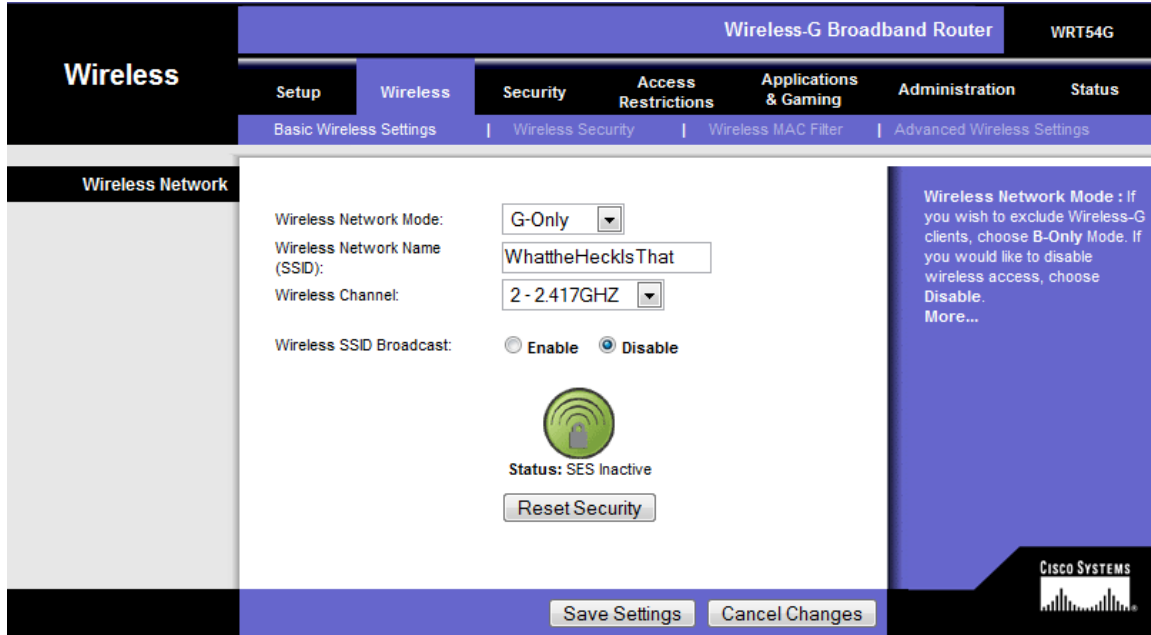 Wireless-G Broadband Router WRT54G
Wireless
Setup Wireless Security Access Restrictions Applications & Gaming Administration Status
Basic Wireless Settings | Wireless Security | Wireless MAC Filter | Advanced Wireless Settings
Wireless Network
Wireless Network Mode: G-Only
Wireless Network Name
(SSID): WhattheHeckIsThat
Wireless Channel: 2 - 2.417GHZ
Wireless SSID Broadcast: Enable Disable
Status: SES Inactive
Reset Security
Wireless Network Mode : If
you wish to exclude Wireless-G
clients, choose B-Only Mode. If
you would like to disable
wireless access, choose
Disable.
More...
CISCO SYSTEMS
Save Settings Cancel Changes